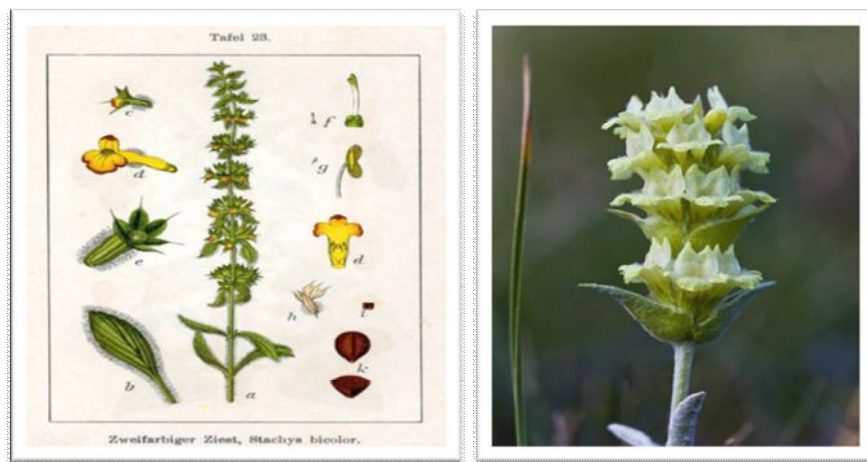 Tafel 23.
c
f
d
g
e
d
h
i
b
a
k
Zweifarbiger Ziest, Stachys bicolor.